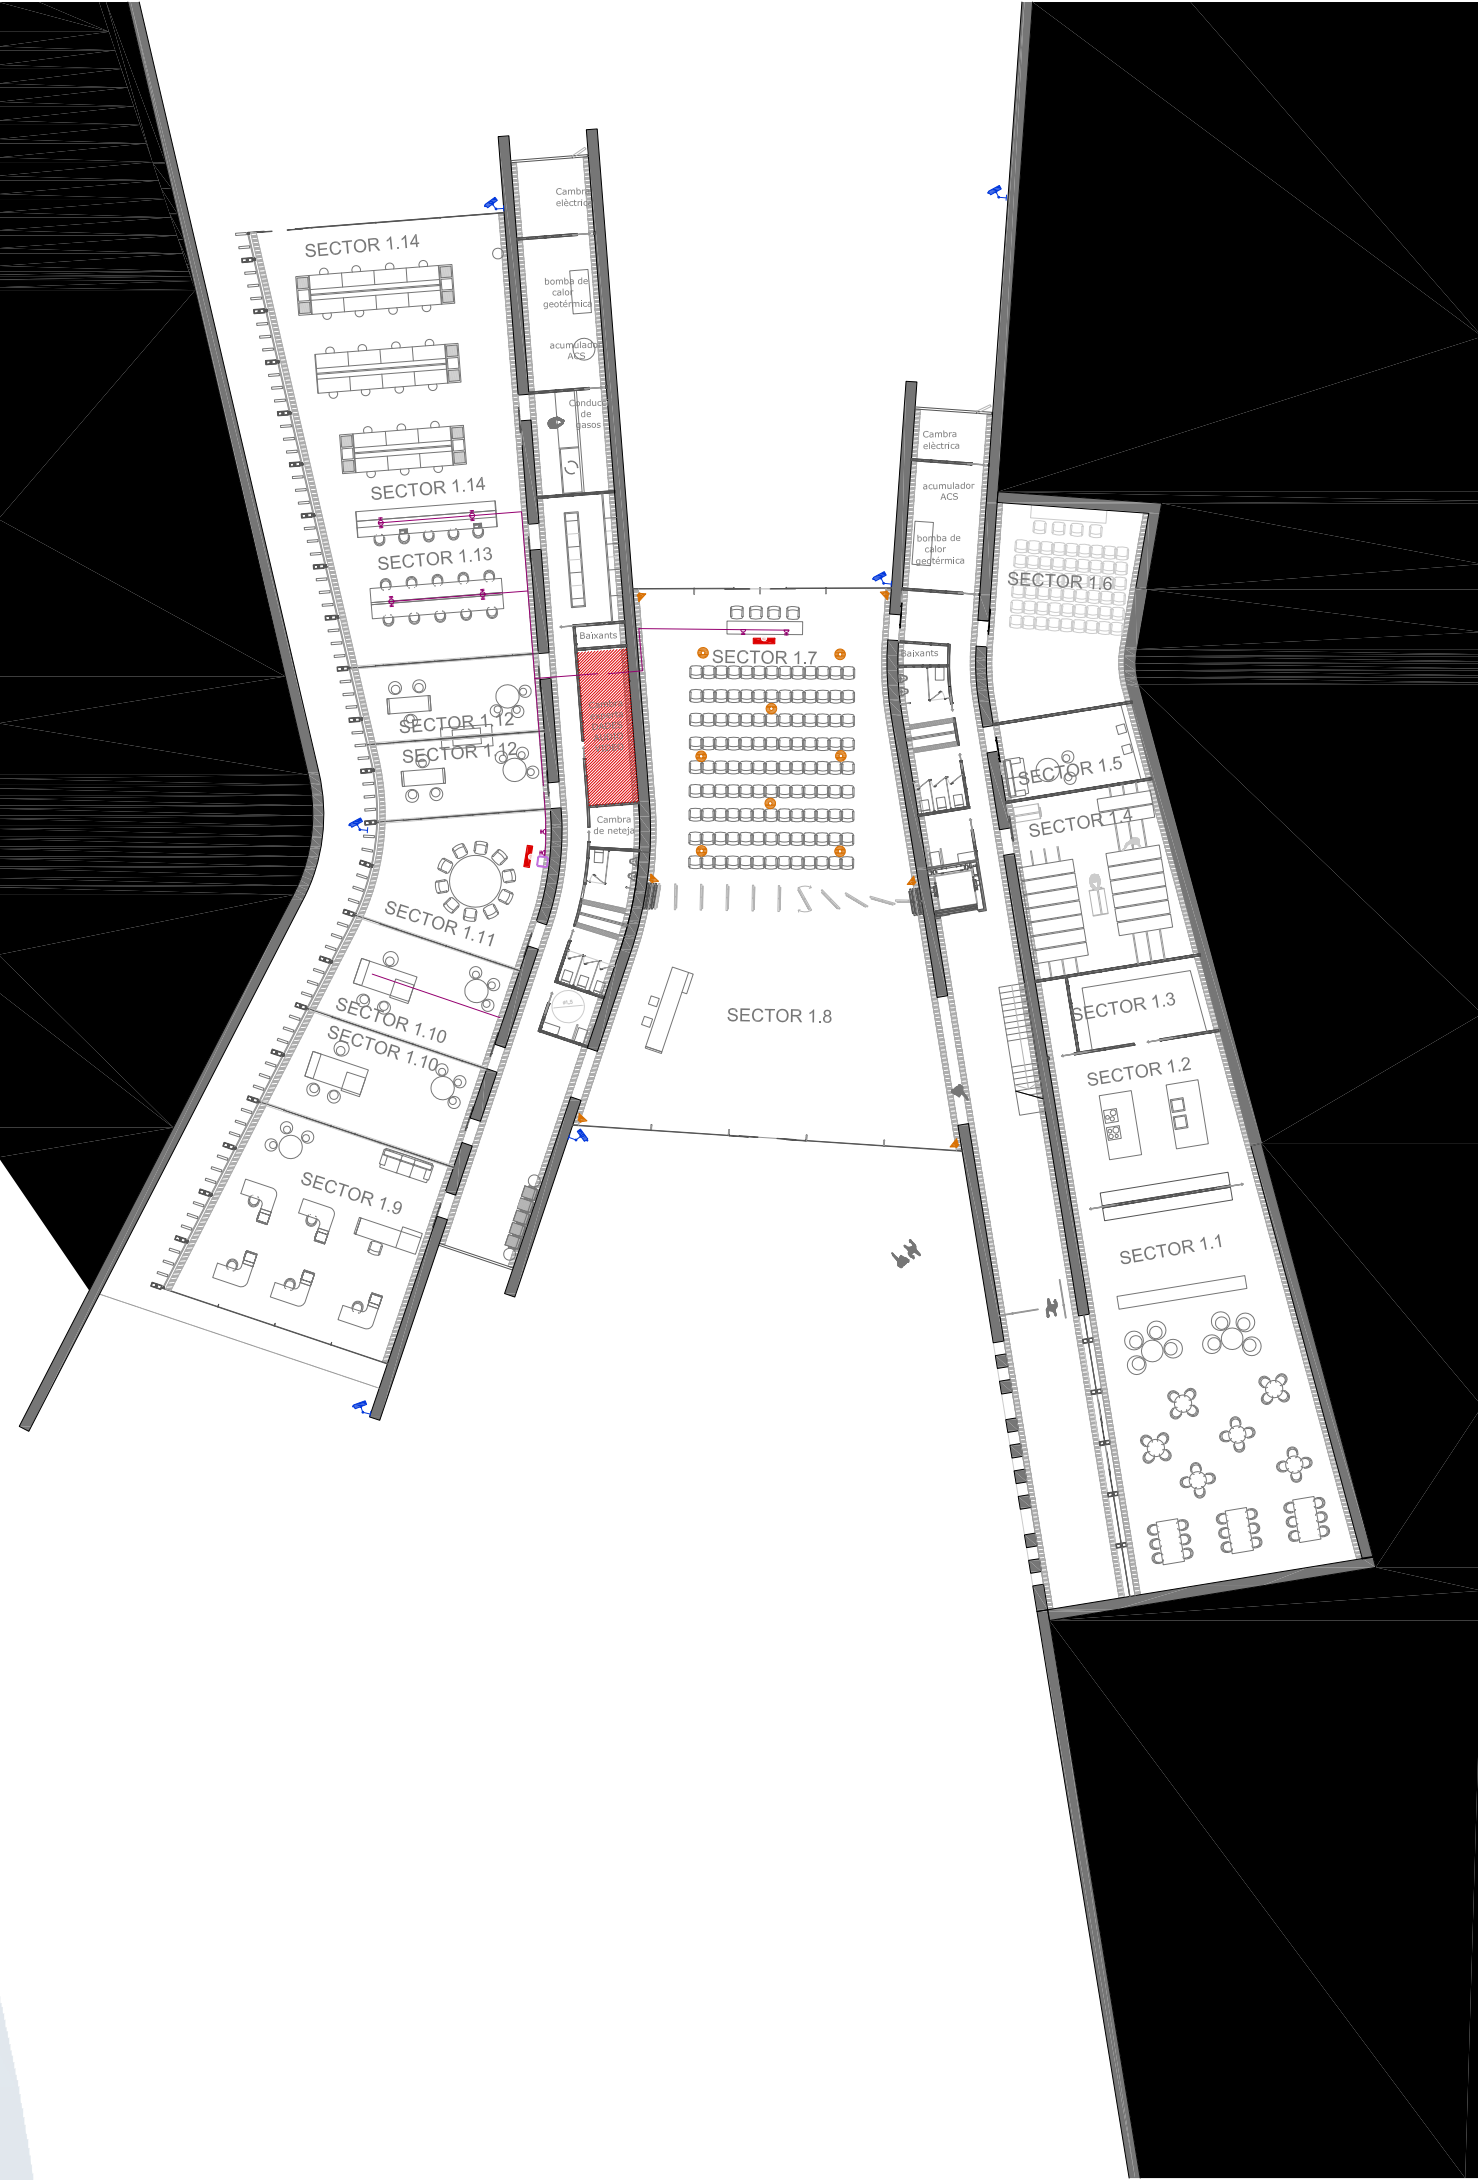 Cambra
elèctrica
SECTOR 1.14
bomba de
calor
geotérmica
acumulador
ACS
Conducte
de
gasos
Cambra
elèctrica
acumulador
ACS
bomba de
calor
geotérmica
SECTOR 1.14
SECTOR 1.13
SECTOR 1.6
Baixants
Baixants
SECTOR 1.7
SECTOR 1.12
SECTOR 1.12
SECTOR 1.5
SECTOR 1.4
Cambra
de neteja
SECTOR 1.11
SECTOR 1.10
SECTOR 1.8
SECTOR 1.3
SECTOR 1.10
SECTOR 1.2
SECTOR 1.9
SECTOR 1.1